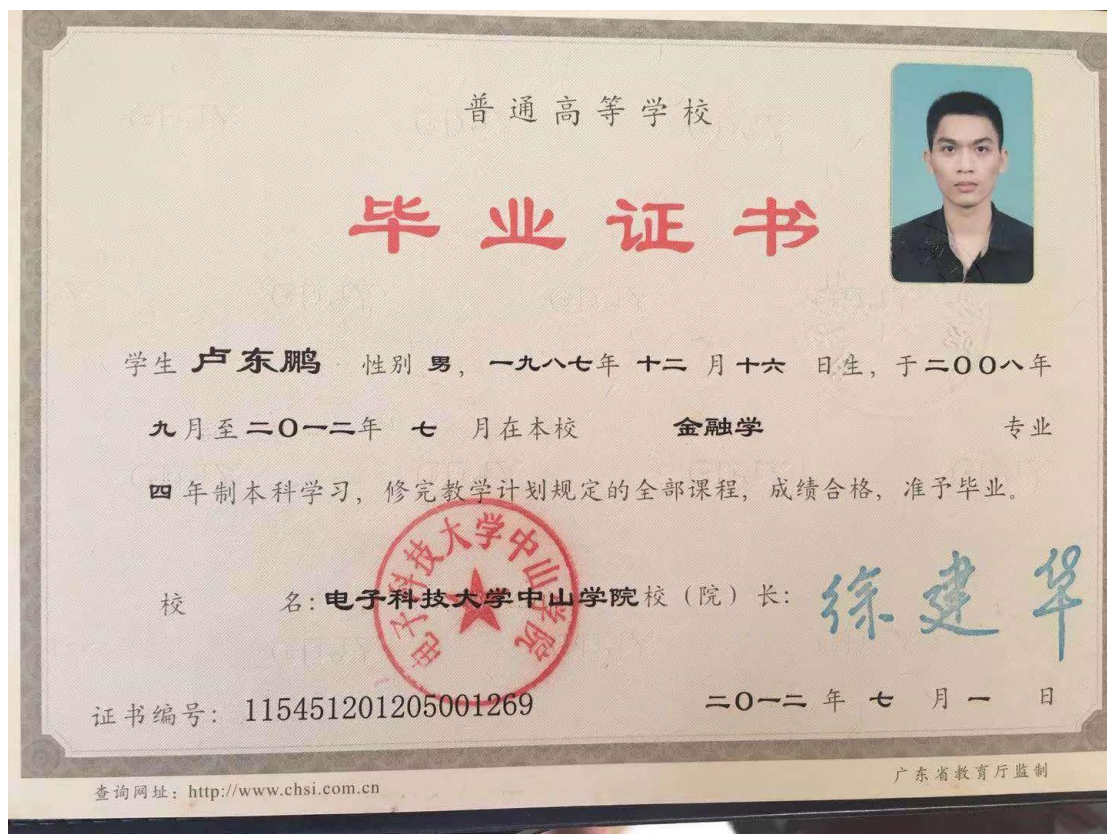 普通高等学校
毕业证书
学生 卢东鹏 性别 男，一九八七年 十二 月 十六 日生，于二〇〇八年
九月至二〇一二年 七 月在本校 金融学 专业
四年制本科学习，修完教学计划规定的全部课程，成绩合格，准予毕业。
电子科技大学中山学院
校 名：电子科技大学中山学院 校（院）长：徐建华
证书编号：115451201205001269 二〇一二 年 七 月 一 日
查询网址：http://www.chsi.com.cn 广东省教育厅监制